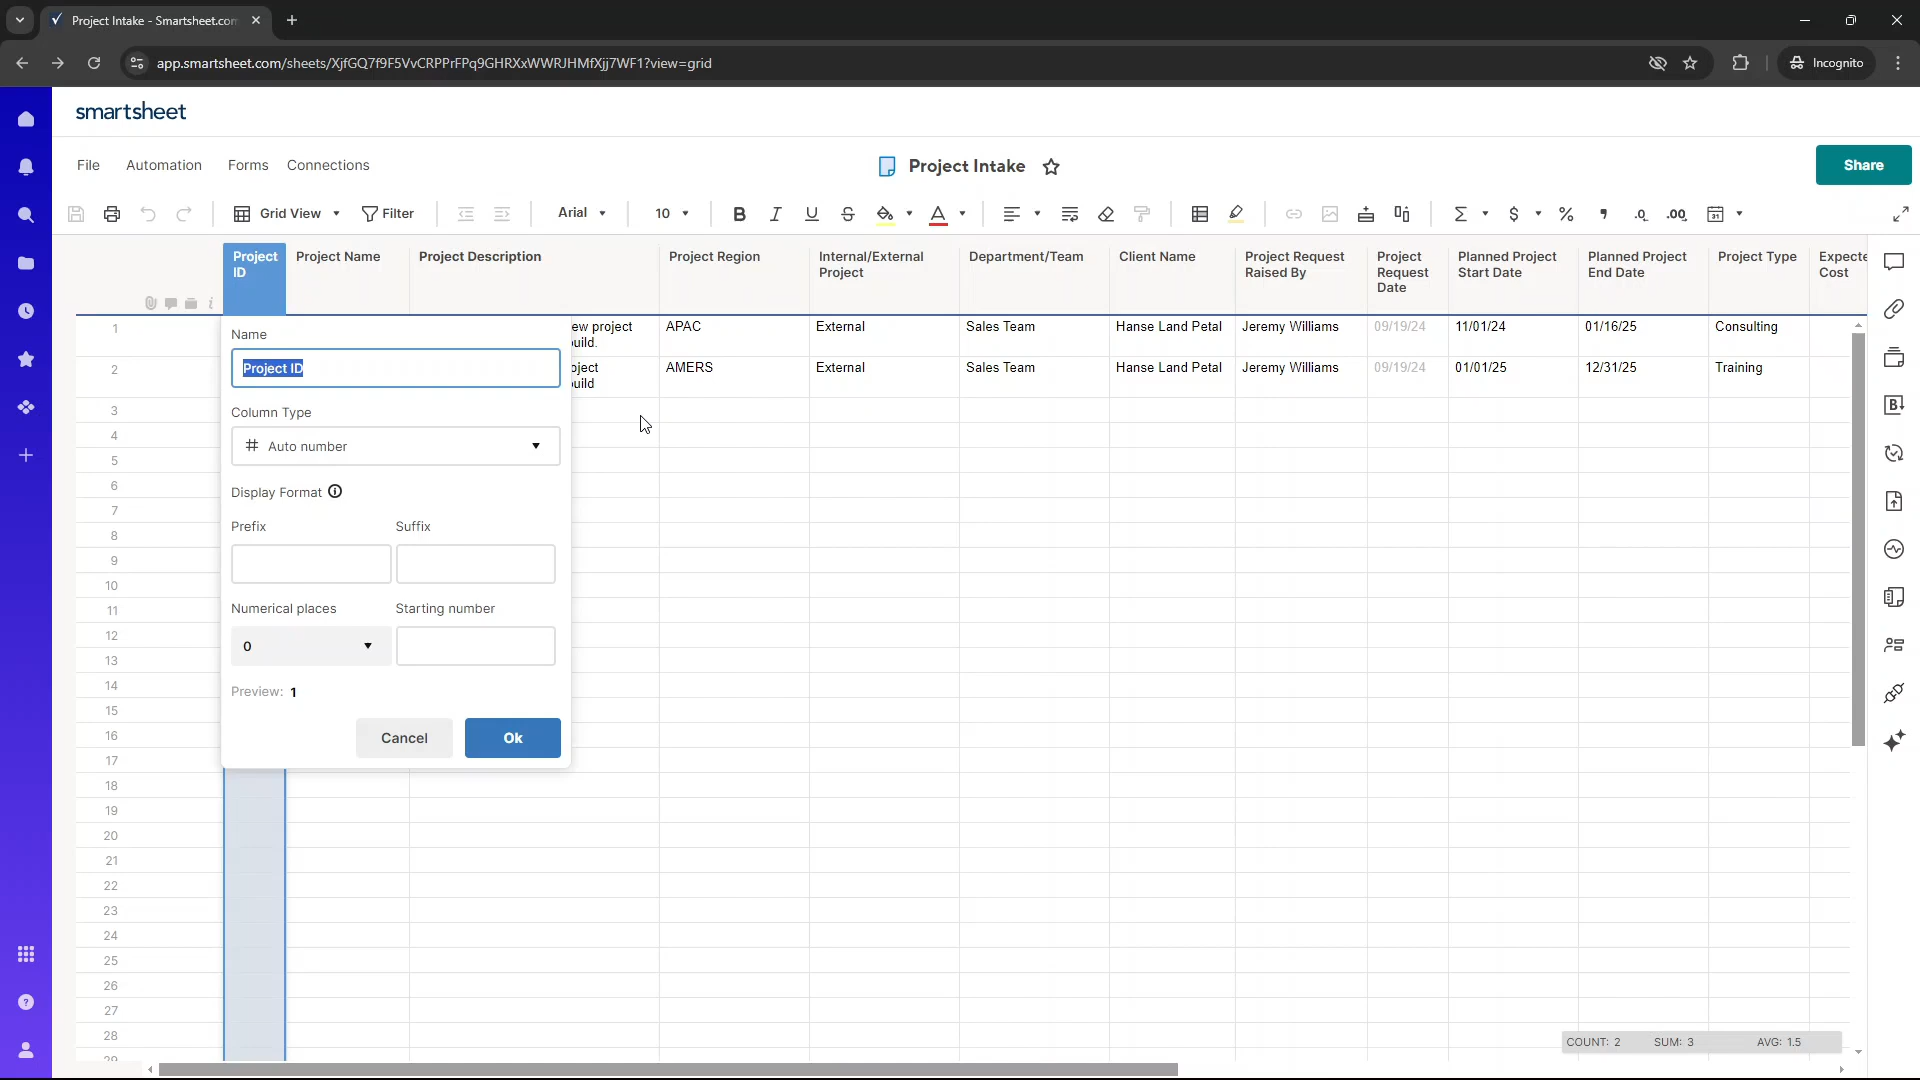 Project Intake - Smartsheet.com
app.smartsheet.com/sheets/XjfGQ7f9F5VvCRPPrFPq9GHRXxWWRJHMfXjj7WF1?view=grid
Incognito
smartsheet
File Automation Forms Connections
Project Intake
Share
Grid View Filter Arial 10
Project ID Project Name Project Description Project Region Internal/External Project Department/Team Client Name Project Request Raised By Project Request Date Planned Project Start Date Planned Project End Date Project Type Expecte Cost
1 ew project APAC External Sales Team Hanse Land Petal Jeremy Williams 09/19/24 11/01/24 01/16/25 Consulting
uild.
2 oject AMERS External Sales Team Hanse Land Petal Jeremy Williams 09/19/24 01/01/25 12/31/25 Training
uild
Name
Project ID
Column Type
Auto number
Display Format
Prefix Suffix
Numerical places Starting number
0
Preview: 1
Cancel Ok
3
4
5
6
7
8
9
10
11
12
13
14
15
16
17
18
19
20
21
22
23
24
25
26
27
28
29
COUNT: 2 SUM: 3 AVG: 1.5